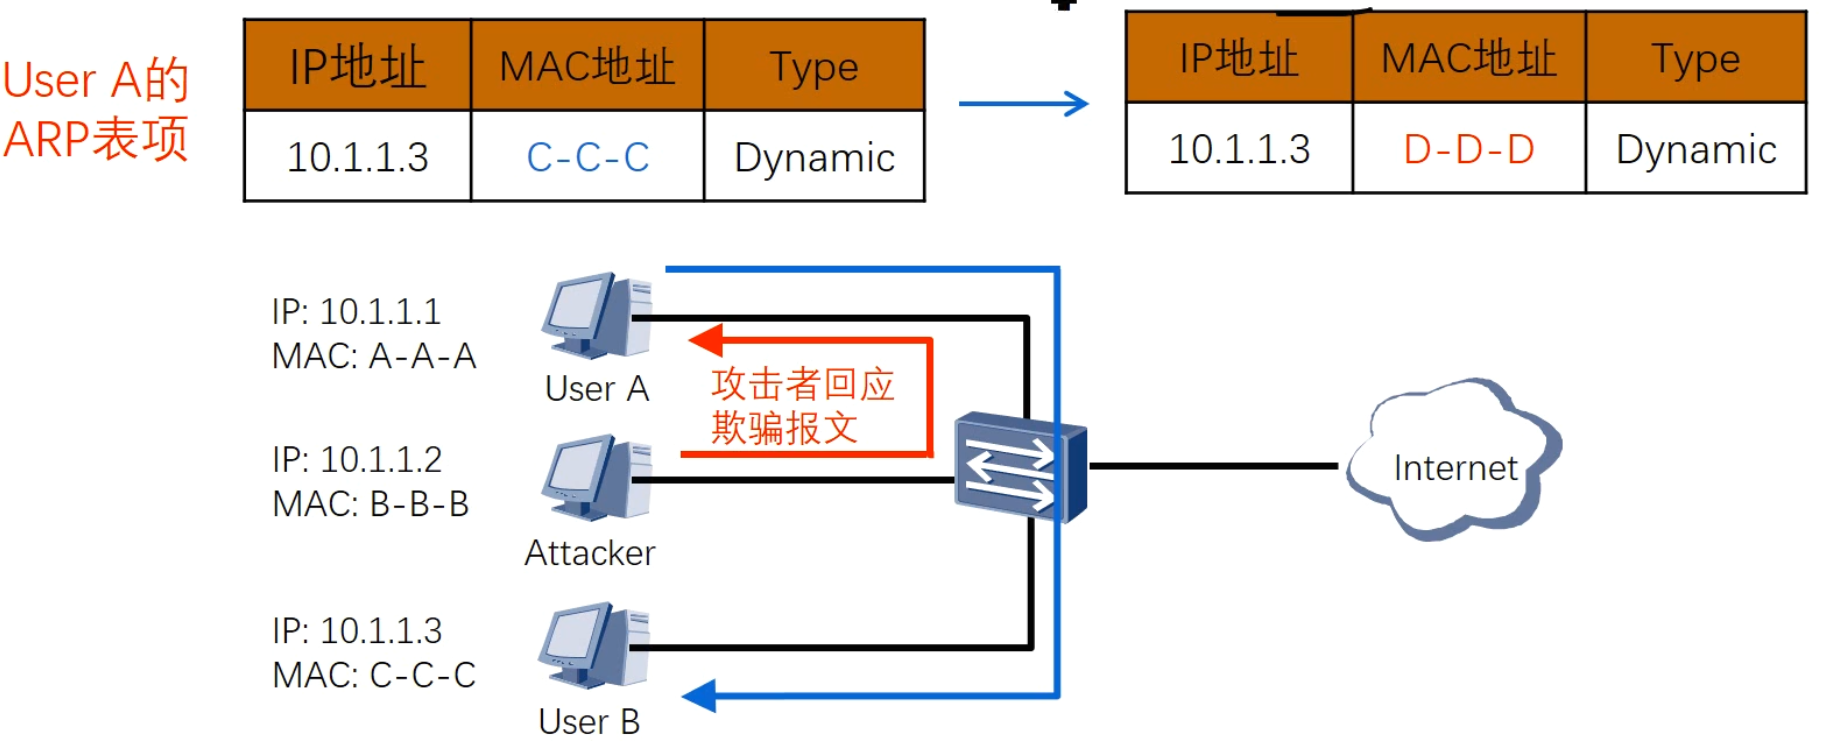 User A的
ARP表项
IP地址 MAC地址 Type
10.1.1.3 C-C-C Dynamic
IP地址 MAC地址 Type
10.1.1.3 D-D-D Dynamic
IP: 10.1.1.1
MAC: A-A-A
User A
攻击者回应
欺骗报文
IP: 10.1.1.2
MAC: B-B-B
Attacker
Internet
IP: 10.1.1.3
MAC: C-C-C
User B